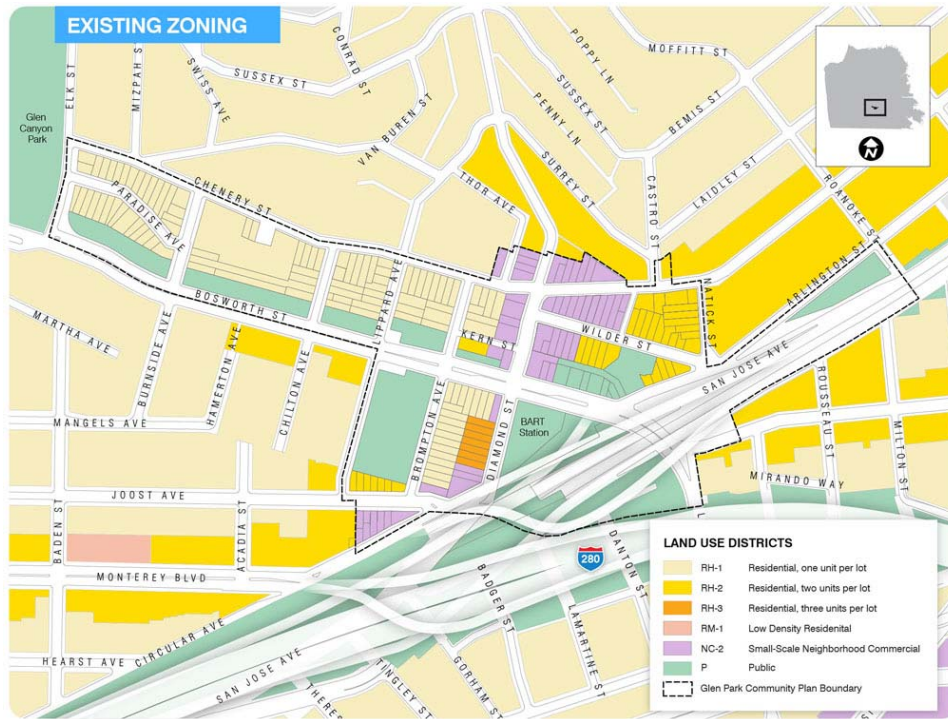 EXISTING ZONING
Glen
Canyon
Park
ELK ST
MIZPAH ST
SWISS AVE
SUSSEX ST
CONRAD ST
VAN BUREN ST
POPPY LN
SUSSEX ST
PENNY LN
MOFFITT ST
BEMIS ST
SURREY ST
THOR AVE
CASTRO ST
LAIDLEY ST
ROANOKE ST
N
CHENERY ST
PARADISE AVE
BOSWORTH ST
LIPPARD AVE
KERN ST
WILDER ST
NATICK ST
ARLINGTON ST
SAN JOSE AVE
MARTHA AVE
BURNSIDE AVE
HAMERTON AVE
CHILTON AVE
MANGELS AVE
BROMPTON AVE
DIAMOND ST
BART
Station
ROUSSEAU ST
MILTON ST
MIRANDO WAY
JOOST AVE
BADEN ST
ACADIA ST
MONTEREY BLVD
280
BADGER ST
DANTON ST
LAMARTINE ST
HEARST AVE
CIRCULAR AVE
SAN JOSE AVE
THERES
TINGLEY ST
GORHAM ST
LAND USE DISTRICTS
RH-1 Residential, one unit per lot
RH-2 Residential, two units per lot
RH-3 Residential, three units per lot
RM-1 Low Density Residenital
NC-2 Small-Scale Neighborhood Commercial
P Public
Glen Park Community Plan Boundary